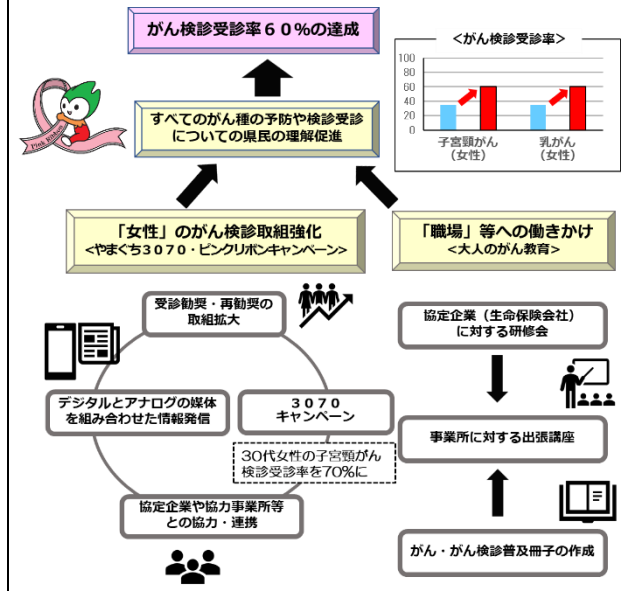 がん検診受診率６０％の達成
<がん検診受診率>
100
80
60
40
20
0
子宮頸がん
(女性)
乳がん
(女性)
Pink Ribbon
すべてのがん種の予防や検診受診
についての県民の理解促進
「女性」のがん検診取組強化
<やまぐち３０７０・ピンクリボンキャンペーン>
「職場」等への働きかけ
<大人のがん教育>
受診勧奨・再勧奨の
取組拡大
デジタルとアナログの媒体
を組み合わせた情報発信
３０７０
キャンペーン
30代女性の子宮頸がん
検診受診率を70%に
協定企業や協力事業所等
との協力・連携
協定企業（生命保険会社）
に対する研修会
事業所に対する出張講座
がん・がん検診普及冊子の作成